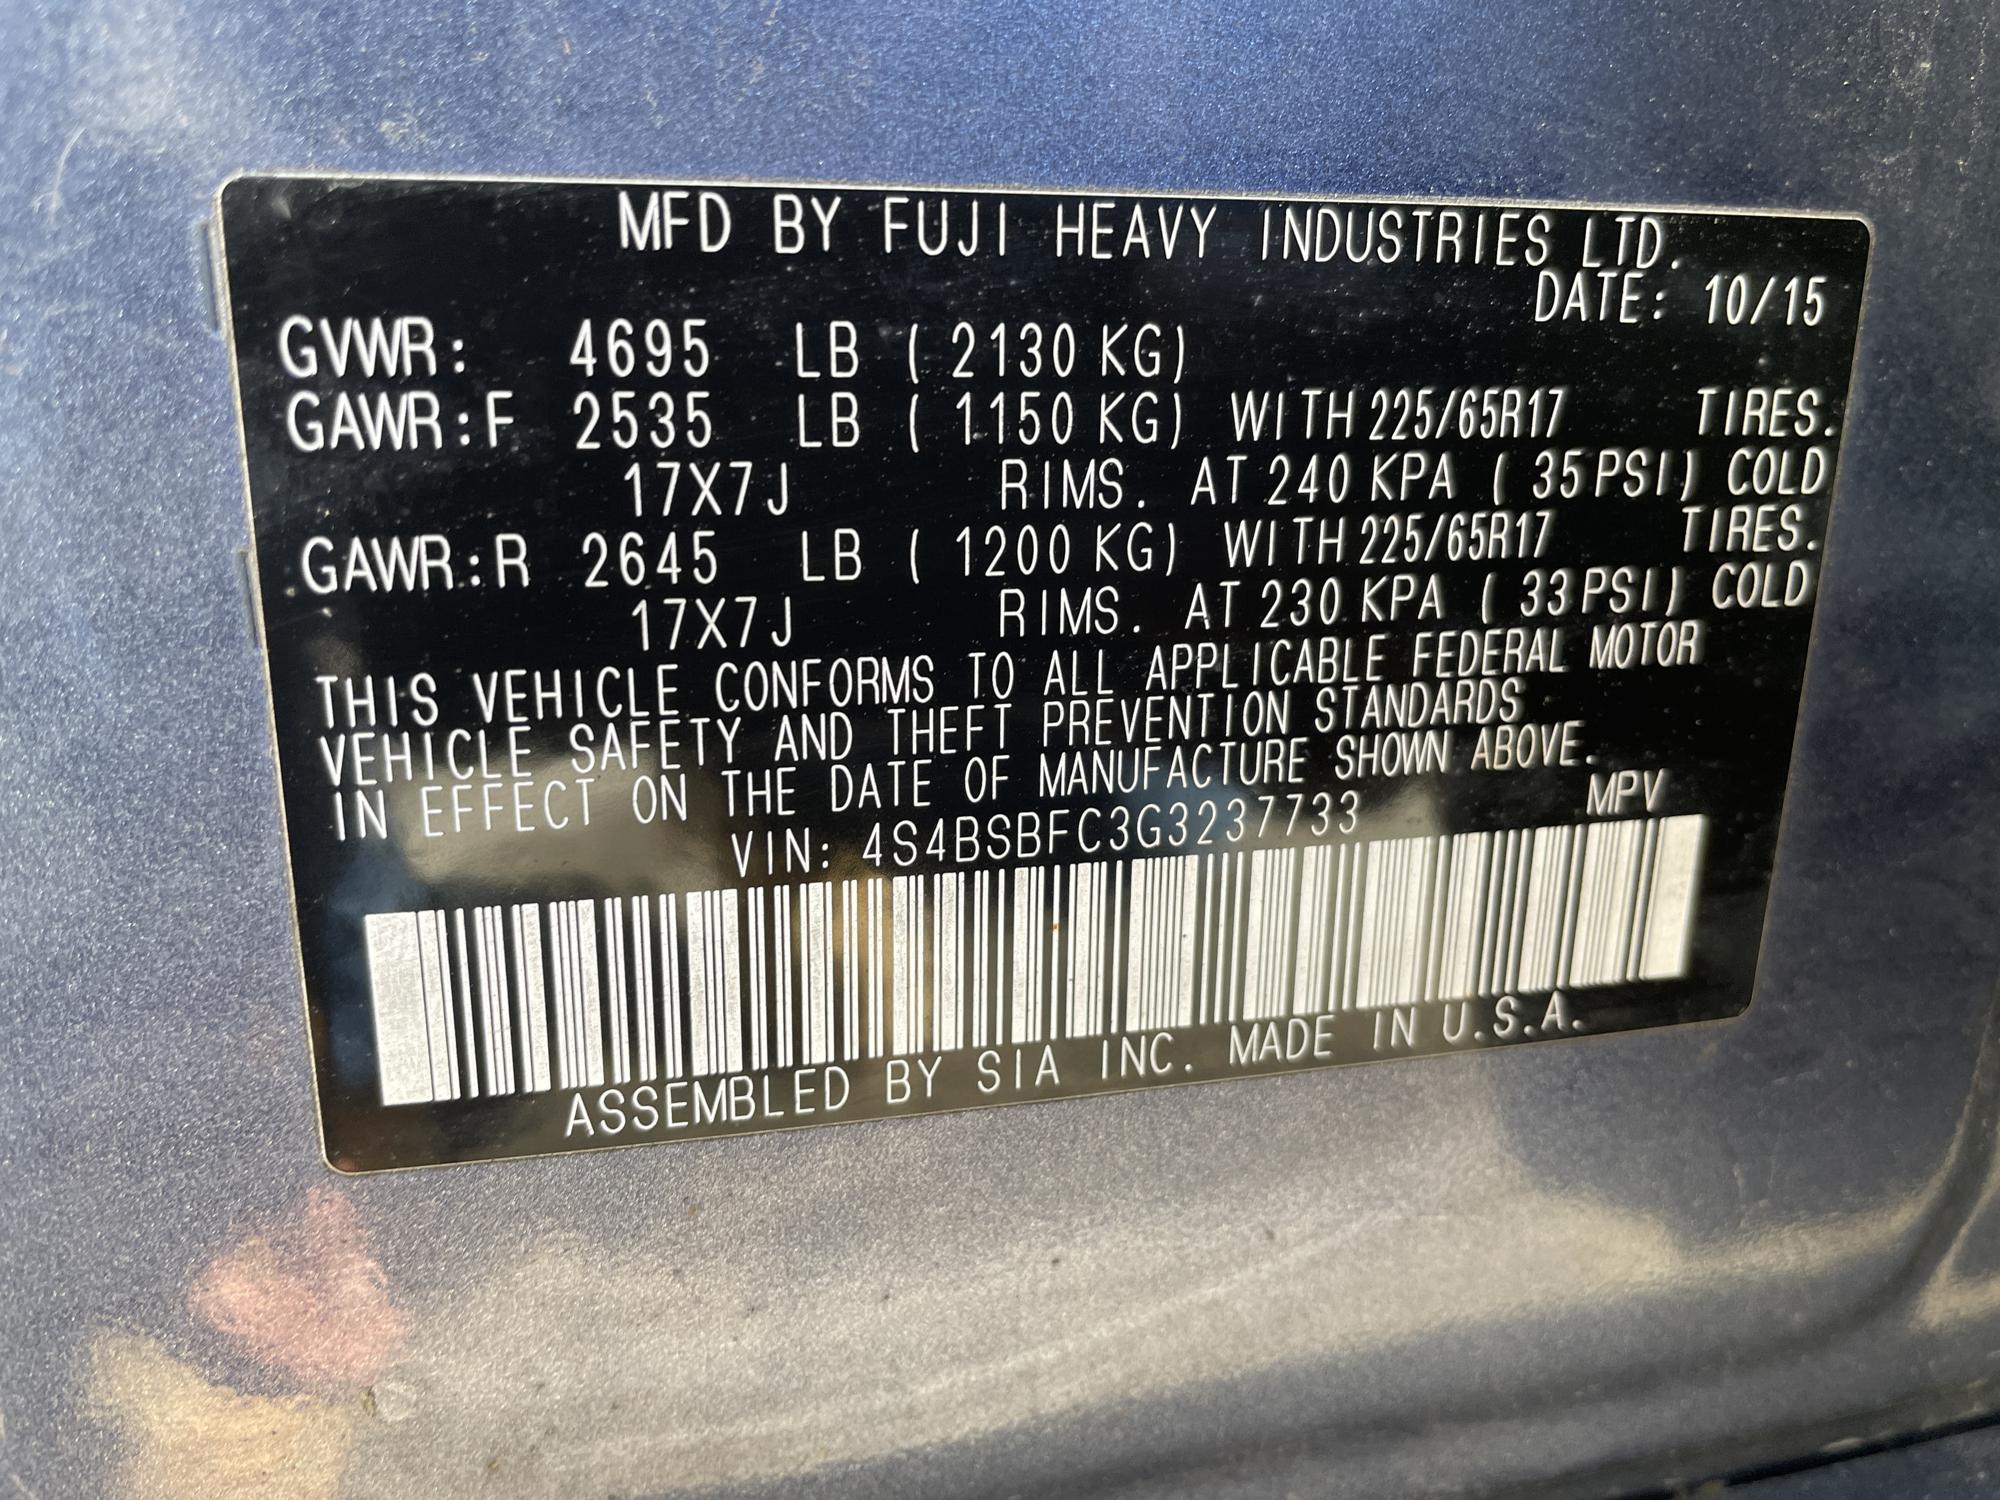 MFD BY FUJI HEAVY INDUSTRIES LTD.
DATE: 10/15
GVWR: 4695 LB ( 2130 KG)
GAWR:F 2535 LB ( 1150 KG) WITH 225/65R17 TIRES.
17X7J RIMS. AT 240 KPA ( 35PSI) COLD
GAWR:R 2645 LB ( 1200 KG) WITH 225/65R17 TIRES.
17X7J RIMS. AT 230 KPA ( 33PSI) COLD
THIS VEHICLE CONFORMS TO ALL APPLICABLE FEDERAL MOTOR
VEHICLE SAFETY AND THEFT PREVENTION STANDARDS
IN EFFECT ON THE DATE OF MANUFACTURE SHOWN ABOVE.
VIN: 4S4BSBFC3G3237733 MPV
ASSEMBLED BY SIA INC. MADE IN U.S.A.